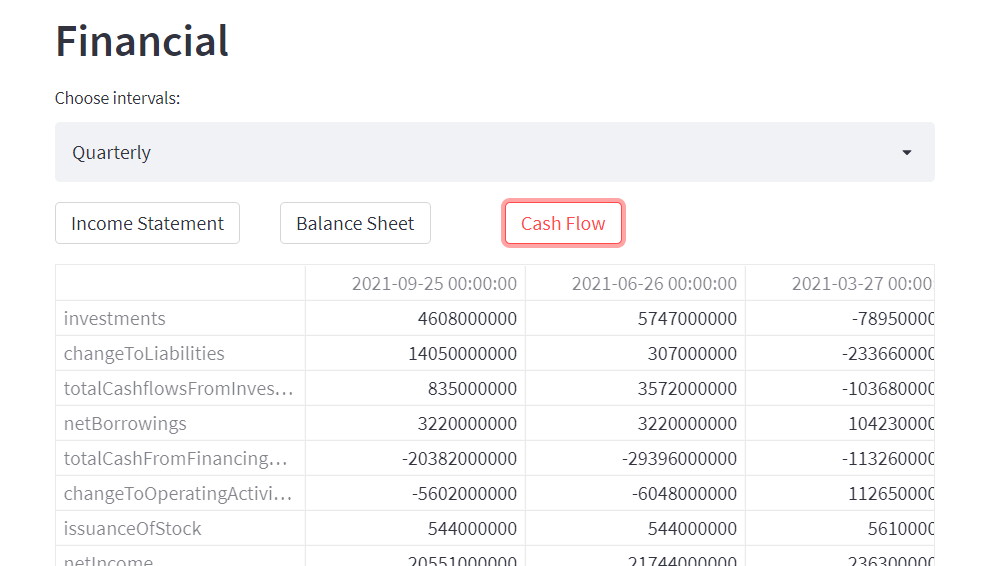 Financial
Choose intervals:
Quarterly
Income Statement Balance Sheet Cash Flow
2021-09-25 00:00:00 2021-06-26 00:00:00 2021-03-27 00:00
investments 4608000000 5747000000 -78950000
changeToLiabilities 14050000000 307000000 -233660000
totalCashflowsFromInves... 835000000 3572000000 -103680000
netBorrowings 3220000000 3220000000 104230000
totalCashFromFinancing... -20382000000 -29396000000 -113260000
changeToOperatingActivi... -5602000000 -6048000000 112650000
issuanceOfStock 544000000 544000000 5610000
netIncome 20551000000 21744000000 236300000